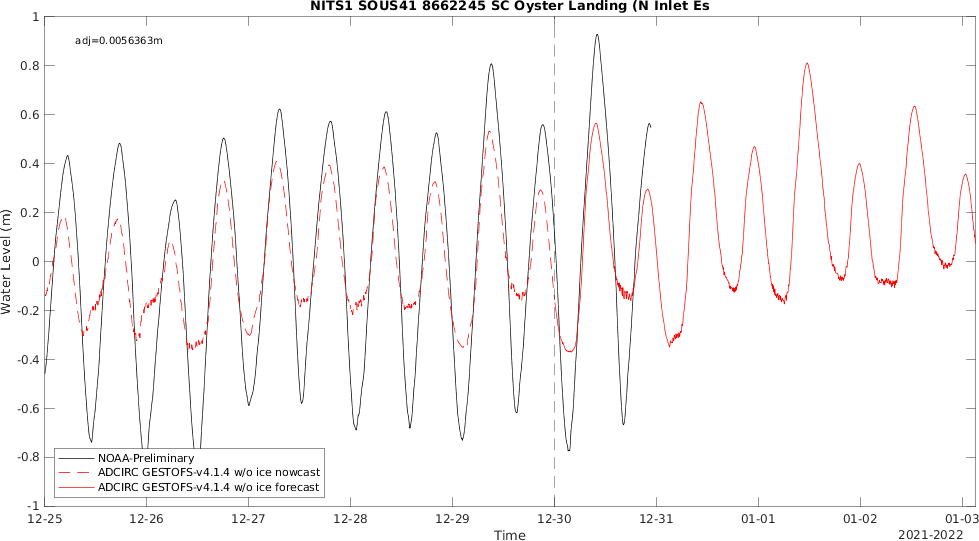 NITS1 SOUS41 8662245 SC Oyster Landing (N Inlet Es
adj=0.0056363m
1
0.8
0.6
0.4
0.2
0
-0.2
-0.4
-0.6
-0.8
-1
Water Level (m)
NOAA-Preliminary
ADCIRC GESTOFS-v4.1.4 w/o ice nowcast
ADCIRC GESTOFS-v4.1.4 w/o ice forecast
12-25 12-26 12-27 12-28 12-29 12-30 12-31 01-01 01-02 01-03
Time
2021-2022